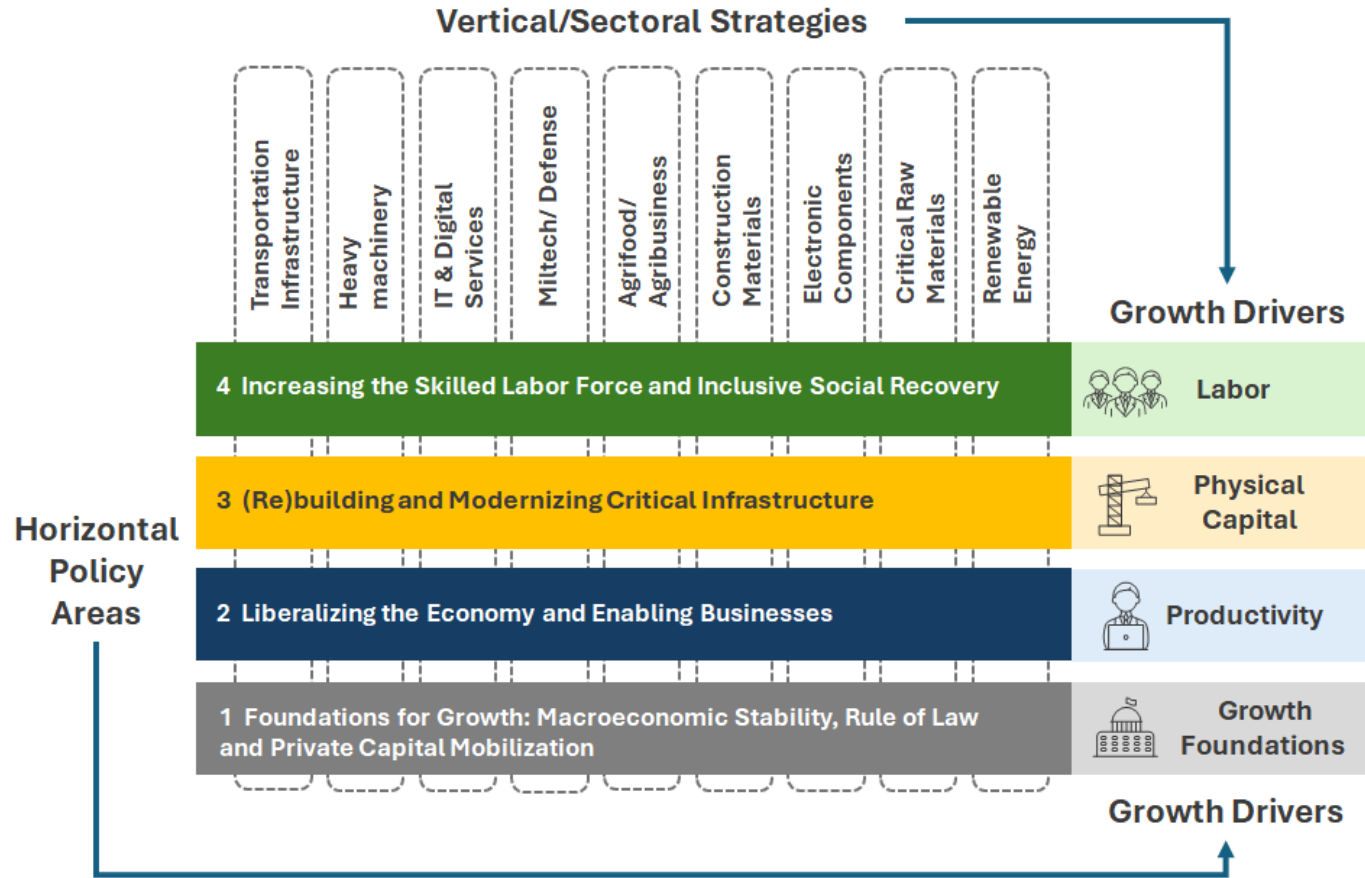 Vertical/Sectoral Strategies
Transportation
Infrastructure
Heavy
machinery
IT & Digital
Services
Miltech/ Defense
Agrifood/
Agribusiness
Construction
Materials
Electronic
Components
Critical Raw
Materials
Renewable
Energy
Growth Drivers
4 Increasing the Skilled Labor Force and Inclusive Social Recovery
Labor
3 (Re)building and Modernizing Critical Infrastructure
Physical
Capital
Horizontal
Policy
Areas
2 Liberalizing the Economy and Enabling Businesses
Productivity
1 Foundations for Growth: Macroeconomic Stability, Rule of Law
and Private Capital Mobilization
Growth
Foundations
Growth Drivers